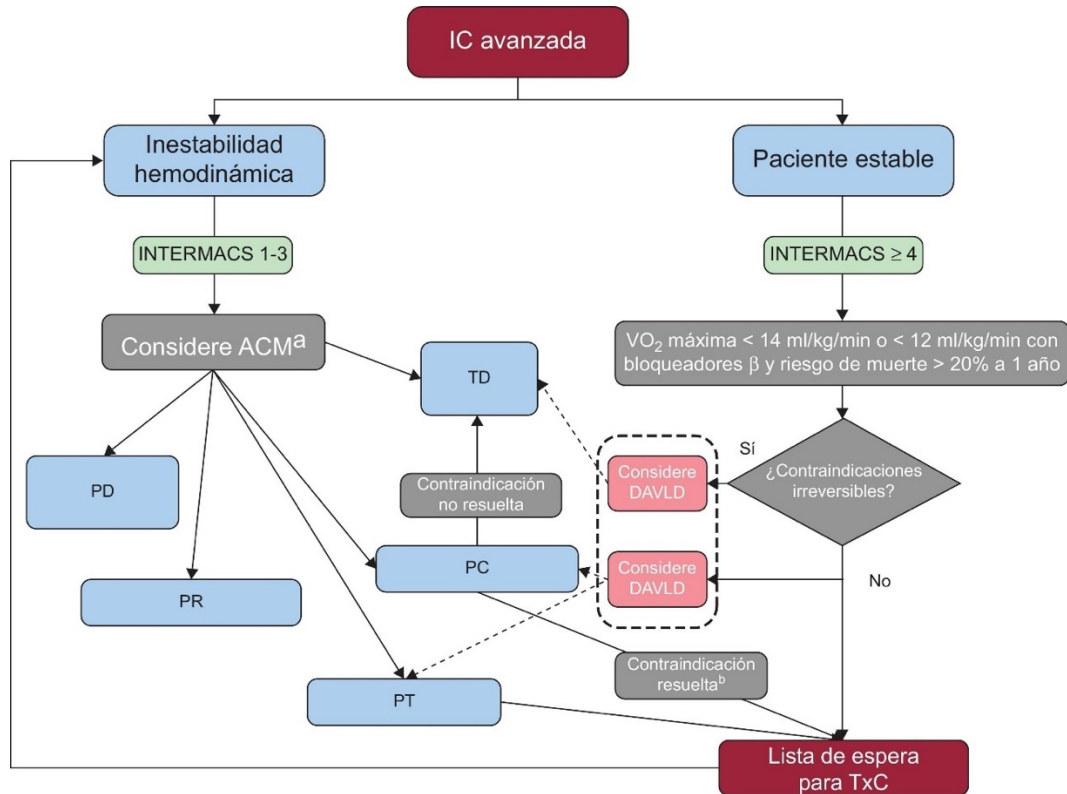 IC avanzada
Inestabilidad
hemodinámica
Paciente estable
INTERMACS 1-3
INTERMACS ≥ 4
Considere ACMᵃ
VO₂ máxima < 14 ml/kg/min o < 12 ml/kg/min con
bloqueadores β y riesgo de muerte > 20% a 1 año
TD
Sí
¿Contraindicaciones
irreversibles?
Considere
DAVLD
PD
Contraindicación
no resuelta
PC
Considere
DAVLD
No
PR
Contraindicación
resueltaᵇ
PT
Lista de espera
para TxC